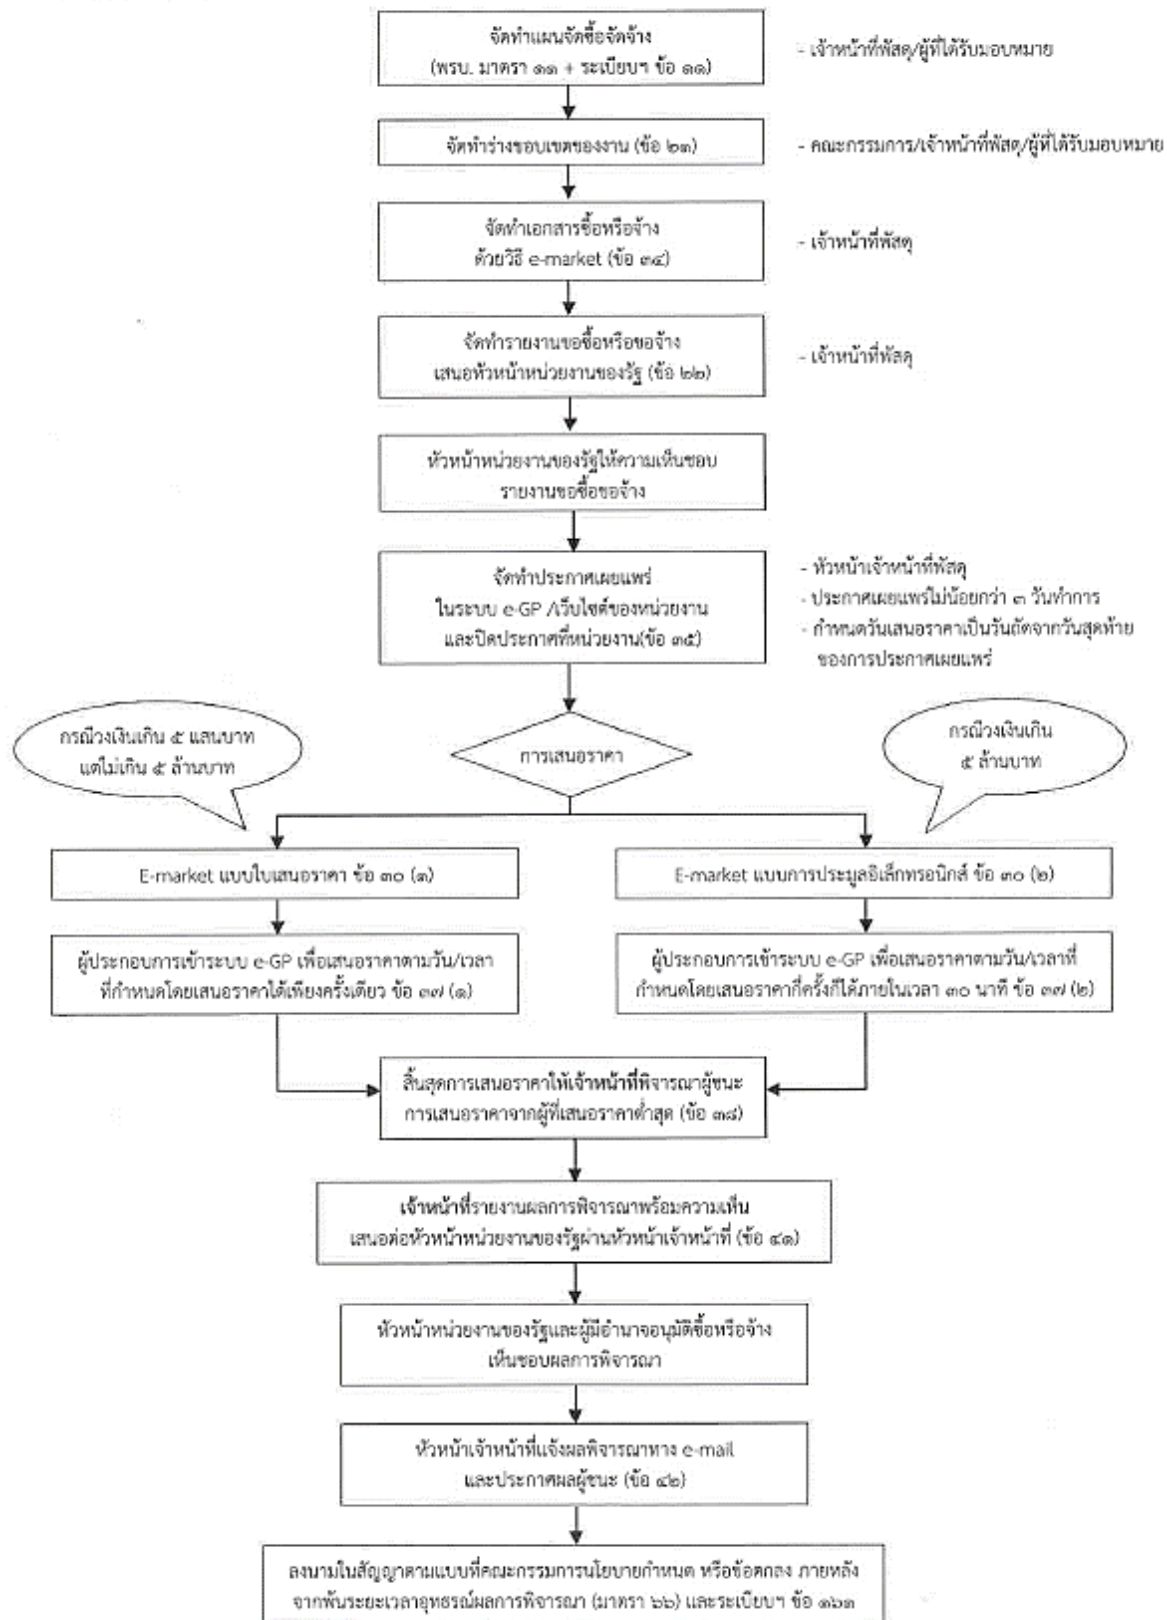 จัดทำแผนจัดซื้อจัดจ้าง
(พรบ. มาตรา ๑๑ + ระเบียบฯ ข้อ ๑๑)
- เจ้าหน้าที่พัสดุ/ผู้ที่ได้รับมอบหมาย
จัดทำร่างขอบเขตของงาน (ข้อ ๒๑)
- คณะกรรมการ/เจ้าหน้าที่พัสดุ/ผู้ที่ได้รับมอบหมาย
จัดทำเอกสารซื้อหรือจ้าง
ด้วยวิธี e-market (ข้อ ๓๔)
- เจ้าหน้าที่พัสดุ
จัดทำรายงานขอซื้อหรือขอจ้าง
เสนอหัวหน้าหน่วยงานของรัฐ (ข้อ ๒๒)
- เจ้าหน้าที่พัสดุ
หัวหน้าหน่วยงานของรัฐให้ความเห็นชอบ
รายงานขอซื้อขอจ้าง
จัดทำประกาศเผยแพร่
ในระบบ e-GP /เว็บไซต์ของหน่วยงาน
และปิดประกาศที่หน่วยงาน(ข้อ ๓๕)
- หัวหน้าเจ้าหน้าที่พัสดุ
- ประกาศเผยแพร่ไม่น้อยกว่า ๓ วันทำการ
- กำหนดวันเสนอราคาเป็นวันถัดจากวันสุดท้าย
ของการประกาศเผยแพร่
กรณีวงเงินเกิน ๕ แสนบาท
แต่ไม่เกิน ๕ ล้านบาท
การเสนอราคา
กรณีวงเงินเกิน
๕ ล้านบาท
E-market แบบใบเสนอราคา ข้อ ๓๐ (๑)
E-market แบบการประมูลอิเล็กทรอนิกส์ ข้อ ๓๐ (๒)
ผู้ประกอบการเข้าระบบ e-GP เพื่อเสนอราคาตามวัน/เวลา
ที่กำหนดโดยเสนอราคาได้เพียงครั้งเดียว ข้อ ๓๗ (๑)
ผู้ประกอบการเข้าระบบ e-GP เพื่อเสนอราคาตามวัน/เวลาที่
กำหนดโดยเสนอราคากี่ครั้งก็ได้ภายในเวลา ๓๐ นาที ข้อ ๓๗ (๒)
สิ้นสุดการเสนอราคาให้เจ้าหน้าที่พิจารณาผู้ชนะ
การเสนอราคาจากผู้ที่เสนอราคาต่ำสุด (ข้อ ๓๘)
เจ้าหน้าที่รายงานผลการพิจารณาพร้อมความเห็น
เสนอต่อหัวหน้าหน่วยงานของรัฐผ่านหัวหน้าเจ้าหน้าที่ (ข้อ ๔๑)
หัวหน้าหน่วยงานของรัฐและผู้มีอำนาจอนุมัติซื้อหรือจ้าง
เห็นชอบผลการพิจารณา
หัวหน้าเจ้าหน้าที่แจ้งผลพิจารณาทาง e-mail
และประกาศผลผู้ชนะ (ข้อ ๔๒)
ลงนามในสัญญาตามแบบที่คณะกรรมการนโยบายกำหนด หรือข้อตกลง ภายหลัง
จากพ้นระยะเวลาอุทธรณ์ผลการพิจารณา (มาตรา ๖๖) และระเบียบฯ ข้อ ๑๖๑